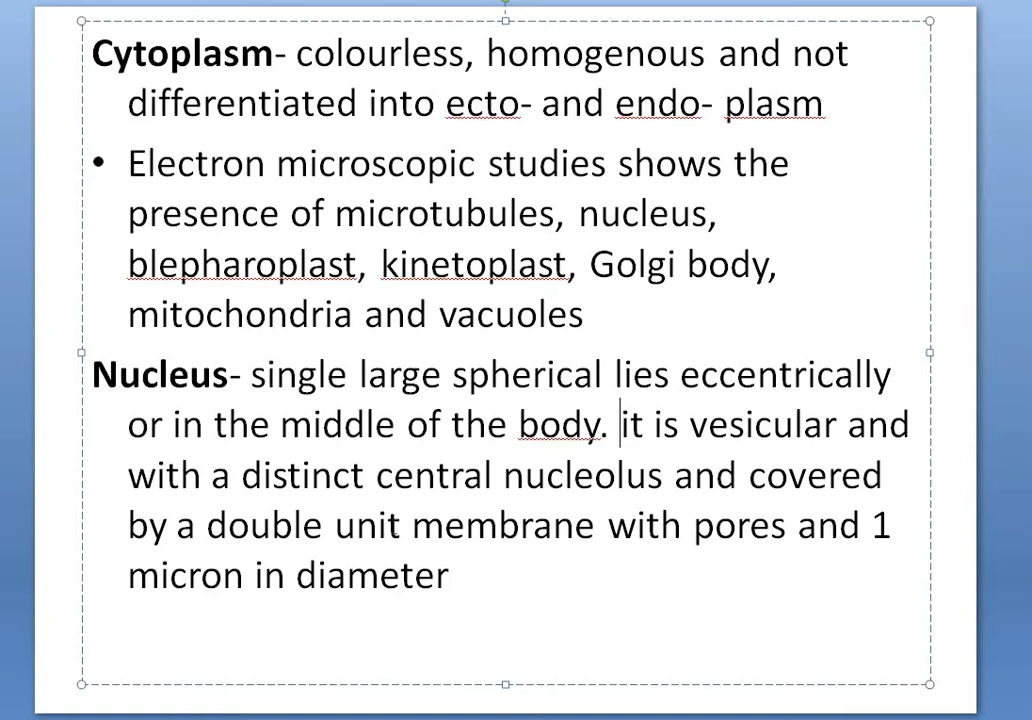 Cytoplasm- colourless, homogenous and not
differentiated into ecto- and endo- plasm
• Electron microscopic studies shows the
presence of microtubules, nucleus,
blepharoplast, kinetoplast, Golgi body,
mitochondria and vacuoles
Nucleus- single large spherical lies eccentrically
or in the middle of the body. it is vesicular and
with a distinct central nucleolus and covered
by a double unit membrane with pores and 1
micron in diameter